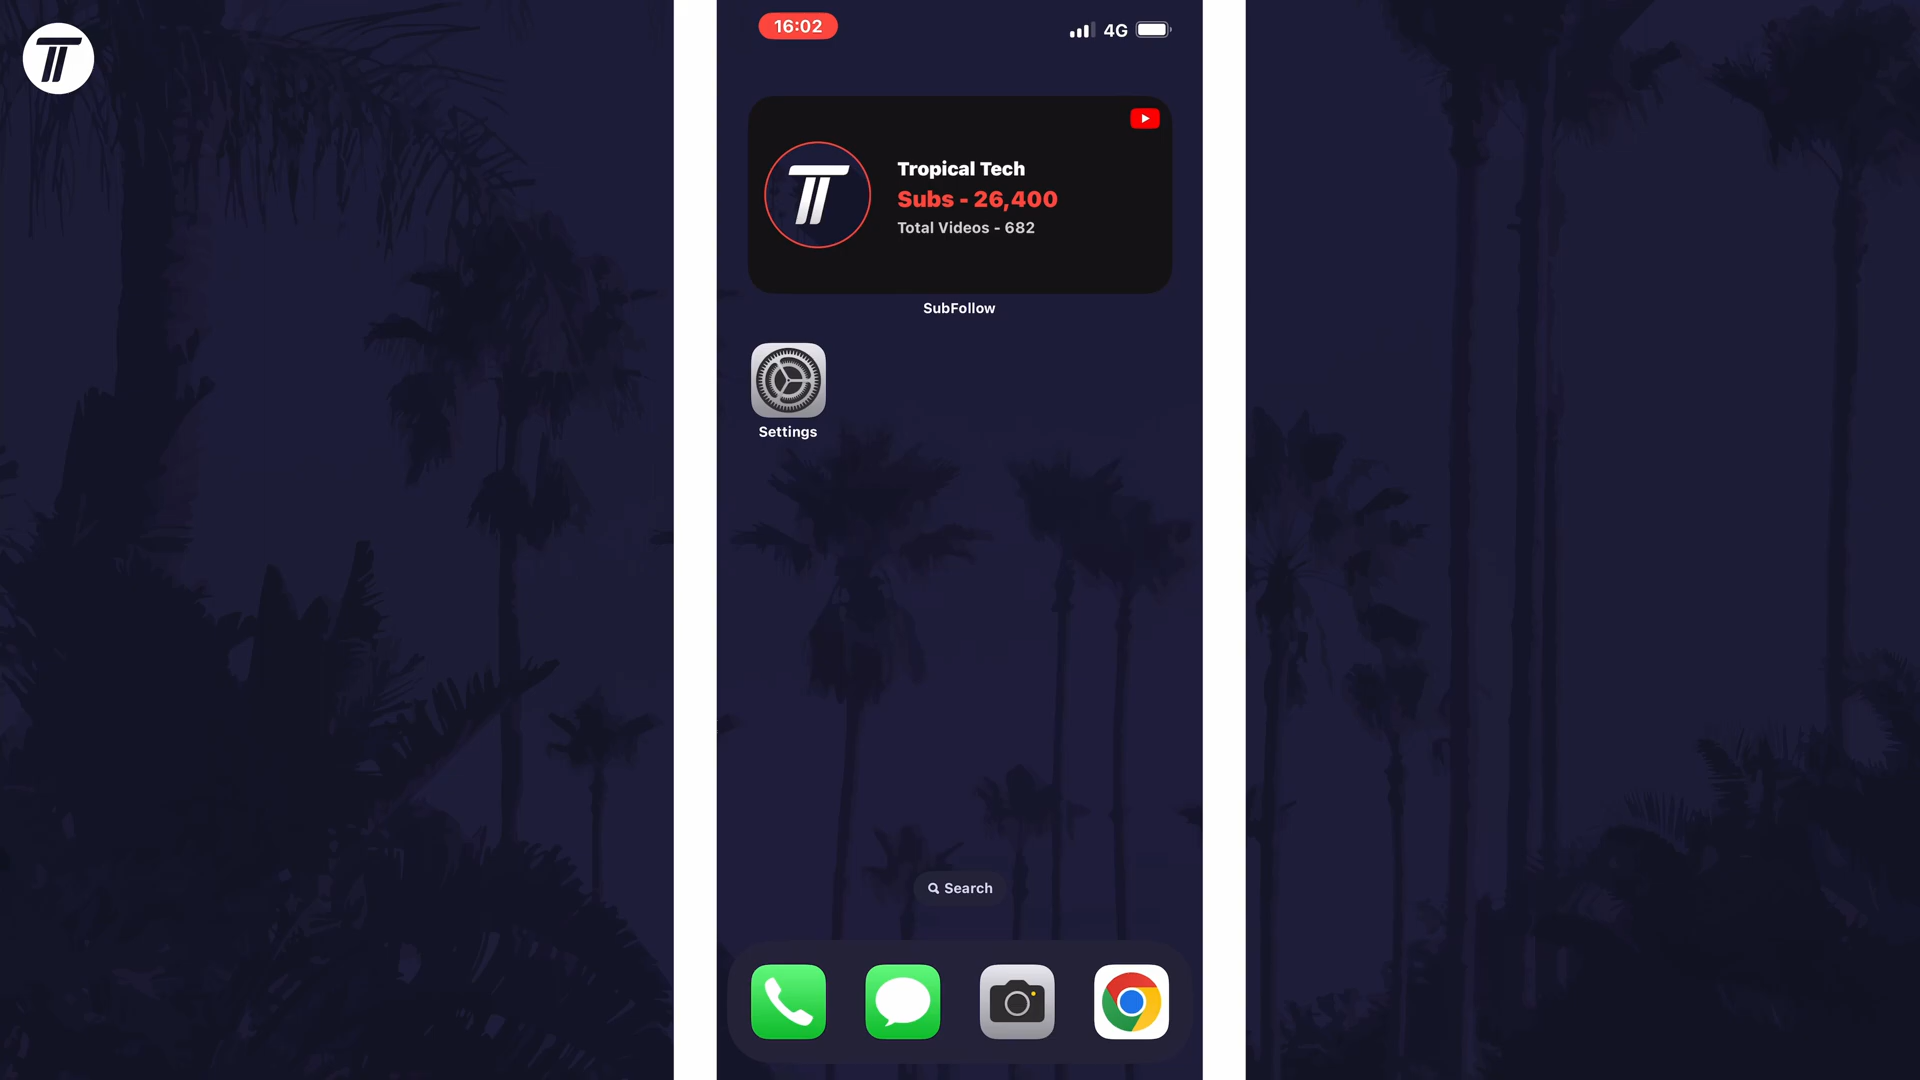 16:02
4G
Tropical Tech
Subs - 26,400
Total Videos - 682
SubFollow
Settings
Search